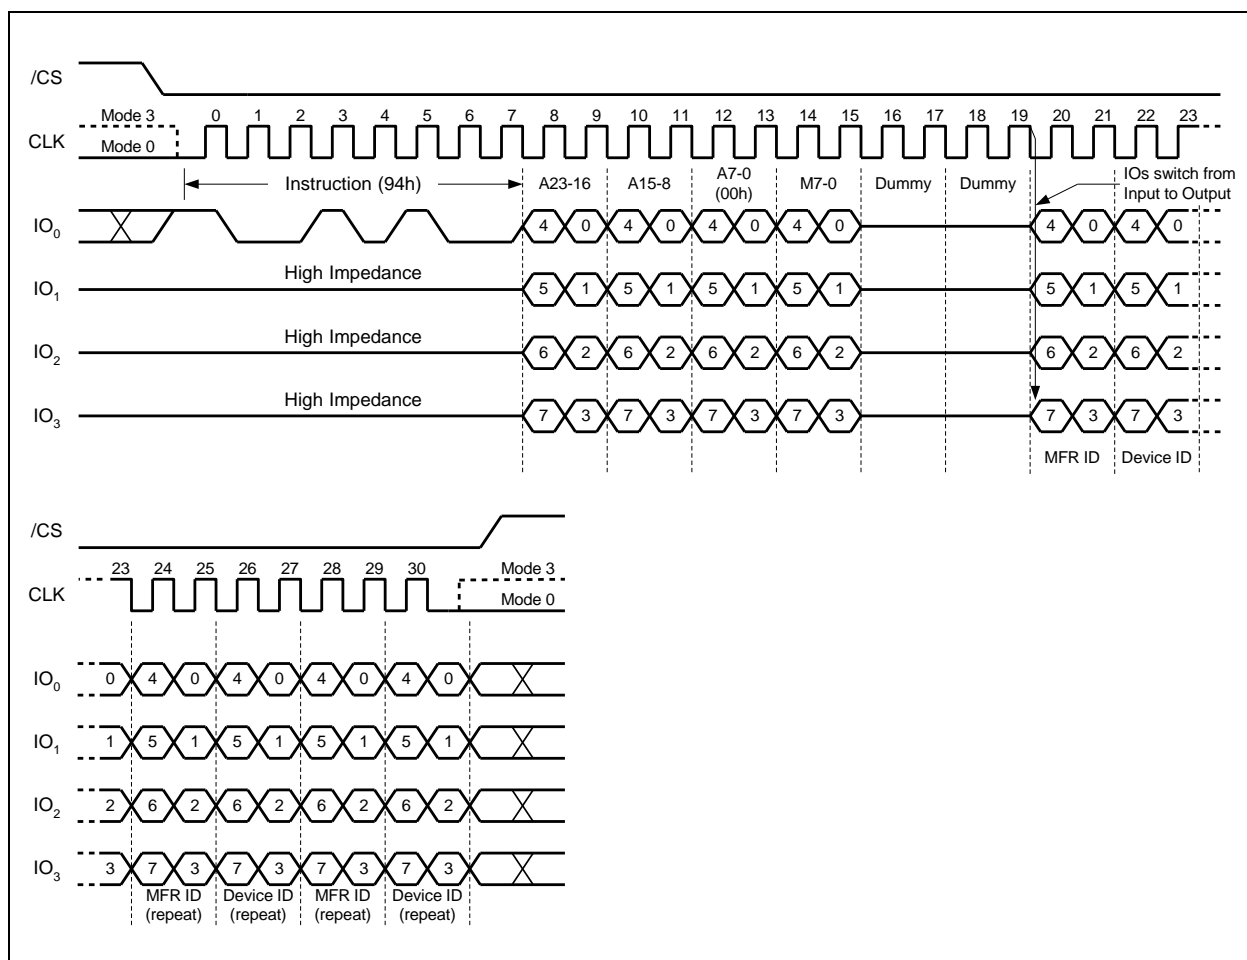 /CS
Mode 3 0 1 2 3 4 5 6 7 8 9 10 11 12 13 14 15 16 17 18 19 20 21 22 23
CLK
Mode 0
Instruction (94h) A23-16 A15-8 A7-0 (00h) M7-0 Dummy Dummy
IOs switch from
Input to Output
IO0 4 0 4 0 4 0 4 0 4 0 4 0
High Impedance
IO1 5 1 5 1 5 1 5 1 5 1 5 1
High Impedance
IO2 6 2 6 2 6 2 6 2 6 2 6 2
High Impedance
IO3 7 3 7 3 7 3 7 3 7 3 7 3
MFR ID Device ID
/CS
23 24 25 26 27 28 29 30 Mode 3
CLK
Mode 0
IO0 0 4 0 4 0 4 0 4 0
IO1 1 5 1 5 1 5 1 5 1
IO2 2 6 2 6 2 6 2 6 2
IO3 3 7 3 7 3 7 3 7 3
MFR ID Device ID MFR ID Device ID
(repeat) (repeat) (repeat) (repeat)